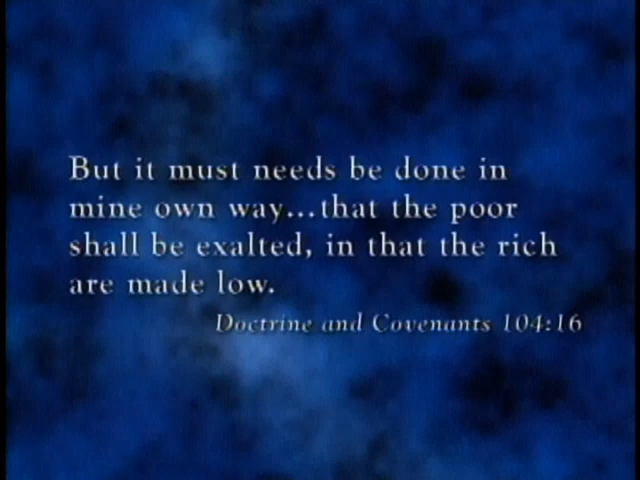 But it must needs be done in
mine own way...that the poor
shall be exalted, in that the rich
are made low.
Doctrine and Covenants 104:16